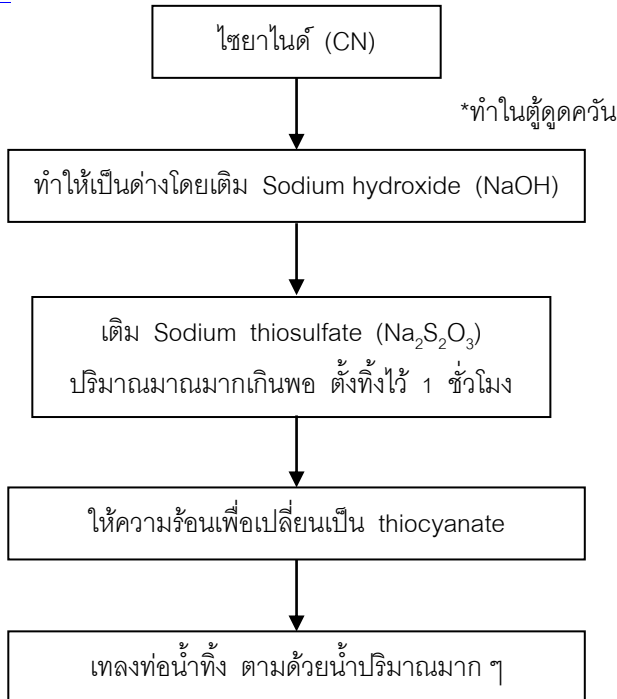 ไซยาไนด์ (CN)
*ทำในตู้ดูดควัน
ทำให้เป็นด่างโดยเติม Sodium hydroxide (NaOH)
เติม Sodium thiosulfate (Na₂S₂O₃)
ปริมาณมาณมากเกินพอ ตั้งทิ้งไว้ 1 ชั่วโมง
ให้ความร้อนเพื่อเปลี่ยนเป็น thiocyanate
เทลงท่อน้ำทิ้ง ตามด้วยน้ำปริมาณมาก ๆ